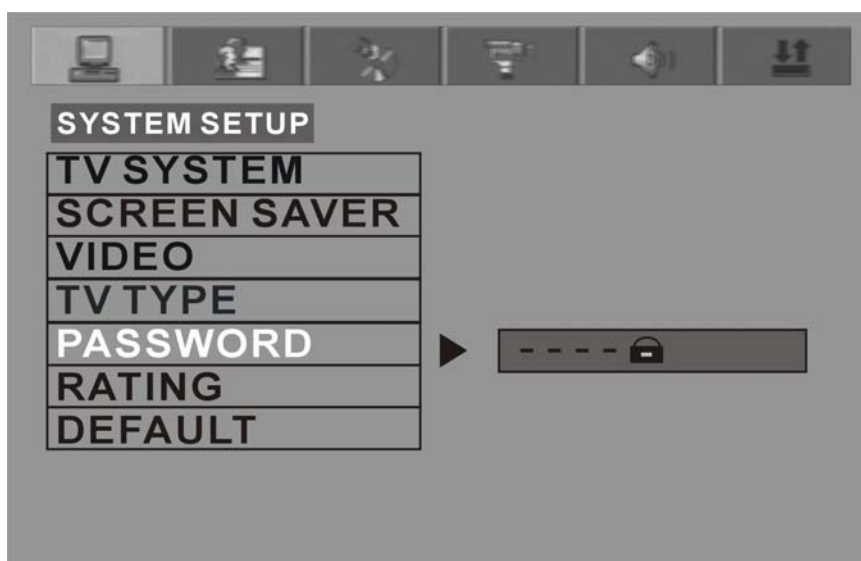 SYSTEM SETUP
TV SYSTEM
SCREEN SAVER
VIDEO
TV TYPE
PASSWORD
- - - -
RATING
DEFAULT